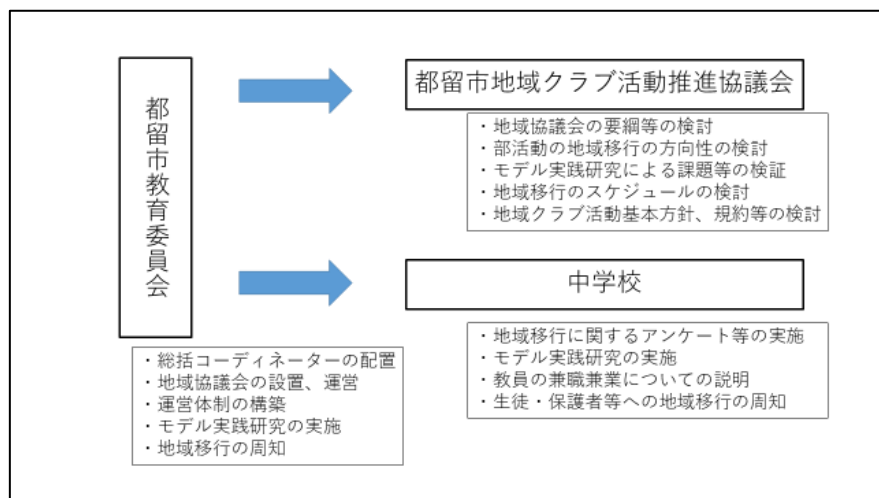 都留市教育委員会
・総括コーディネーターの配置
・地域協議会の設置、運営
・運営体制の構築
・モデル実践研究の実施
・地域移行の周知
都留市地域クラブ活動推進協議会
・地域協議会の要綱等の検討
・部活動の地域移行の方向性の検討
・モデル実践研究による課題等の検証
・地域移行のスケジュールの検討
・地域クラブ活動基本方針、規約等の検討
中学校
・地域移行に関するアンケート等の実施
・モデル実践研究の実施
・教員の兼職兼業についての説明
・生徒・保護者等への地域移行の周知